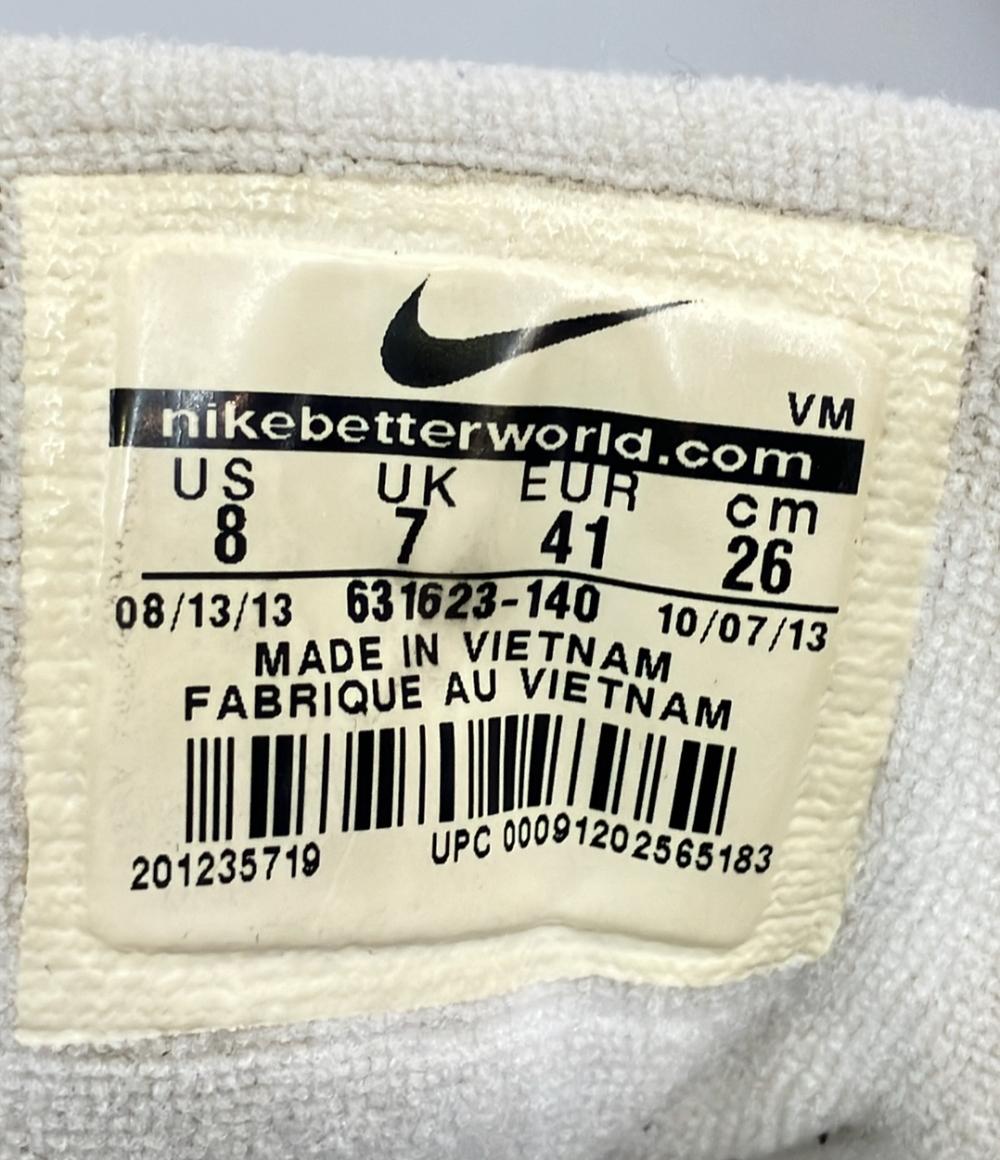 VM
nikebetterworld.com
US UK EUR cm
8 7 41 26
08/13/13 631623-140 10/07/13
MADE IN VIETNAM
FABRIQUE AU VIETNAM
201235719 UPC 00091202565183